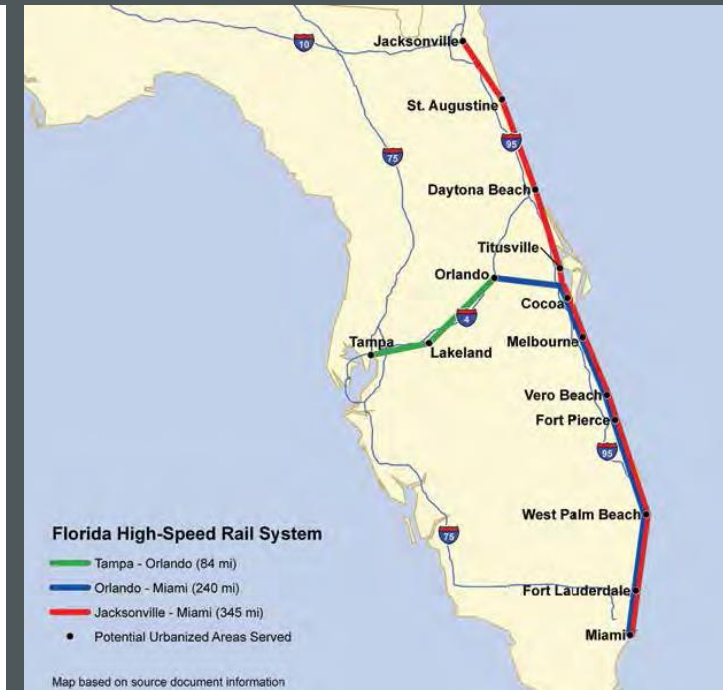 Jacksonville
10
St. Augustine
75
95
Daytona Beach
Titusville
Orlando
Cocoa
4
Tampa
Lakeland
Melbourne
Vero Beach
Fort Pierce
95
West Palm Beach
75
Fort Lauderdale
Miami
Florida High-Speed Rail System
Tampa - Orlando (84 mi)
Orlando - Miami (240 mi)
Jacksonville - Miami (345 mi)
Potential Urbanized Areas Served
Map based on source document information